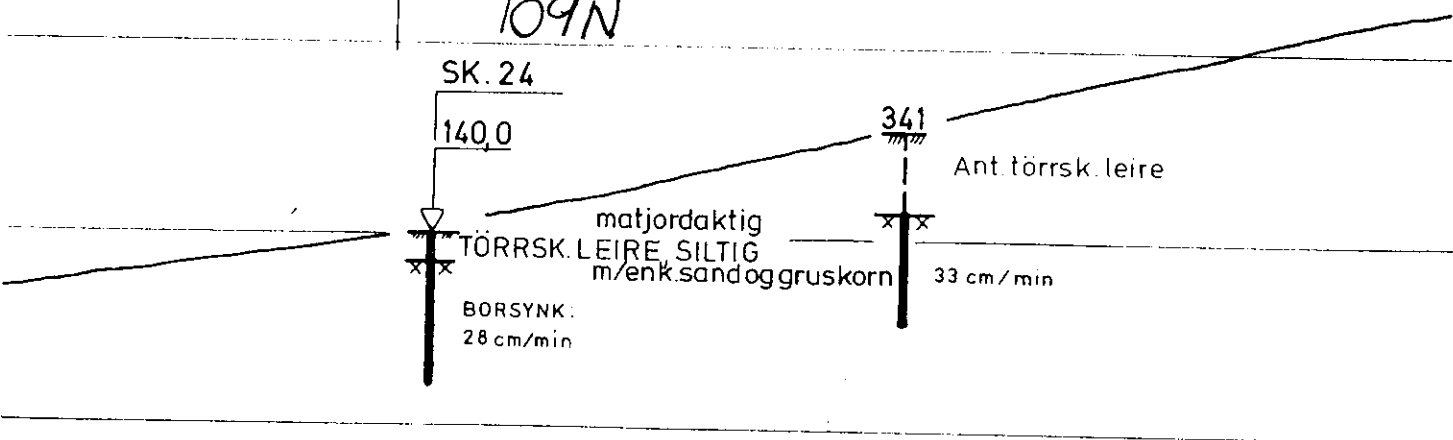 109N
SK. 24
140,0
341
Ant. törrsk. leire
matjordaktig
TÖRRSK. LEIRE, SILTIG
m/enk. sand og gruskorn
33 cm/min
BORSYNK:
28 cm/min